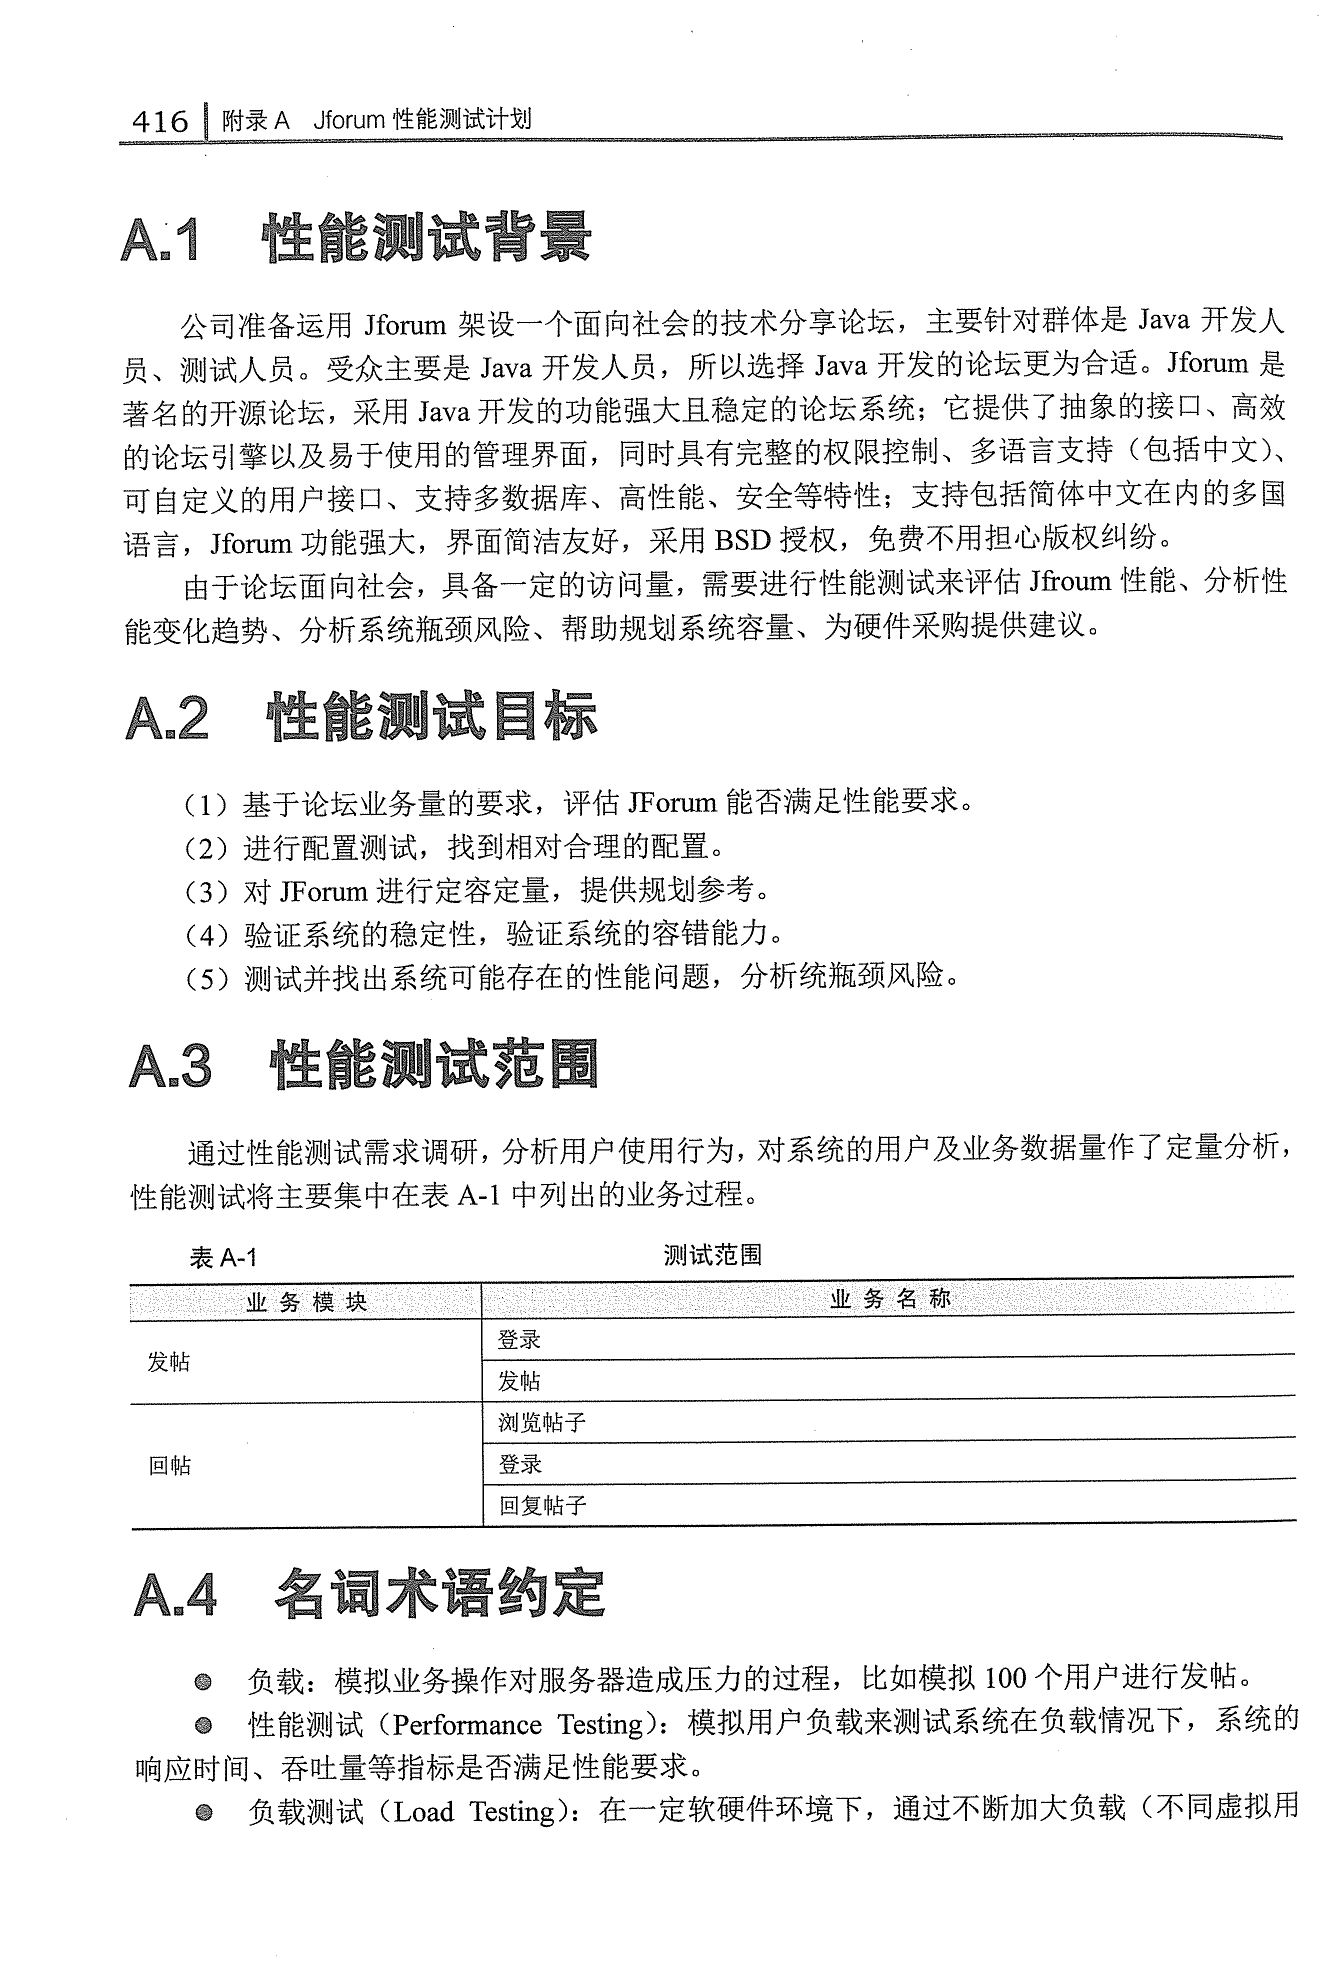 416 附录 A Jforum 性能测试计划
A.1 性能测试背景
公司准备运用 Jforum 架设一个面向社会的技术分享论坛，主要针对群体是 Java 开发人
员、测试人员。受众主要是 Java 开发人员，所以选择 Java 开发的论坛更为合适。Jforum 是
著名的开源论坛，采用 Java 开发的功能强大且稳定的论坛系统；它提供了抽象的接口、高效
的论坛引擎以及易于使用的管理界面，同时具有完整的权限控制、多语言支持（包括中文）、
可自定义的用户接口、支持多数据库、高性能、安全等特性；支持包括简体中文在内的多国
语言，Jforum 功能强大，界面简洁友好，采用 BSD 授权，免费不用担心版权纠纷。
由于论坛面向社会，具备一定的访问量，需要进行性能测试来评估 Jfroum 性能、分析性
能变化趋势、分析系统瓶颈风险、帮助规划系统容量、为硬件采购提供建议。
A.2 性能测试目标
（1）基于论坛业务量的要求，评估 JForum 能否满足性能要求。
（2）进行配置测试，找到相对合理的配置。
（3）对 JForum 进行定容定量，提供规划参考。
（4）验证系统的稳定性，验证系统的容错能力。
（5）测试并找出系统可能存在的性能问题，分析统瓶颈风险。
A.3 性能测试范围
通过性能测试需求调研，分析用户使用行为，对系统的用户及业务数据量作了定量分析，
性能测试将主要集中在表 A-1 中列出的业务过程。
表 A-1 测试范围
业务模块 业务名称
发帖
登录
发帖
回帖
浏览帖子
登录
回复帖子
A.4 名词术语约定
● 负载：模拟业务操作对服务器造成压力的过程，比如模拟 100 个用户进行发帖。
● 性能测试（Performance Testing）：模拟用户负载来测试系统在负载情况下，系统的
响应时间、吞吐量等指标是否满足性能要求。
● 负载测试（Load Testing）：在一定软硬件环境下，通过不断加大负载（不同虚拟用